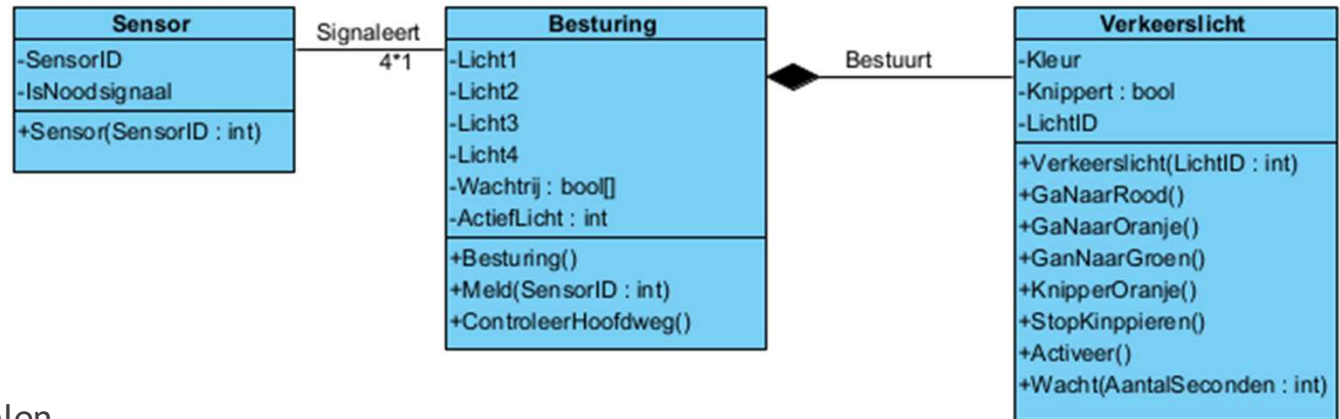 Sensor
-SensorID
-IsNoodsignaal
+Sensor(SensorID : int)
Signaleert
4*1
Besturing
-Licht1
-Licht2
-Licht3
-Licht4
-Wachtrij : bool[]
-ActiefLicht : int
+Besturing()
+Meld(SensorID : int)
+ControleerHoofdweg()
Bestuurt
Verkeerslicht
-Kleur
-Knippert : bool
-LichtID
+Verkeerslicht(LichtID : int)
+GaNaarRood()
+GaNaarOranje()
+GanNaarGroen()
+KnipperOranje()
+StopKinppieren()
+Activeer()
+Wacht(AantalSeconden : int)